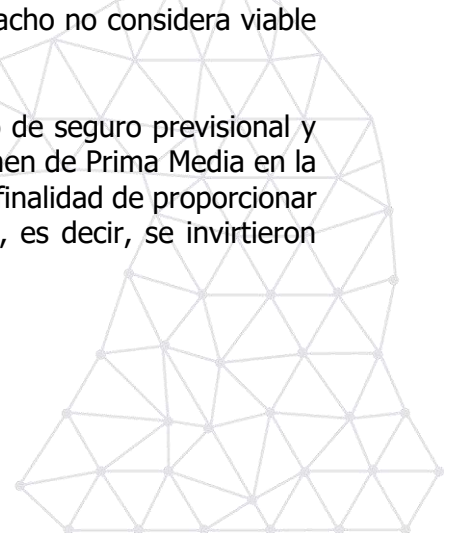 acho no considera viable
de seguro previsional y
nen de Prima Media en la
finalidad de proporcionar
, es decir, se invirtieron